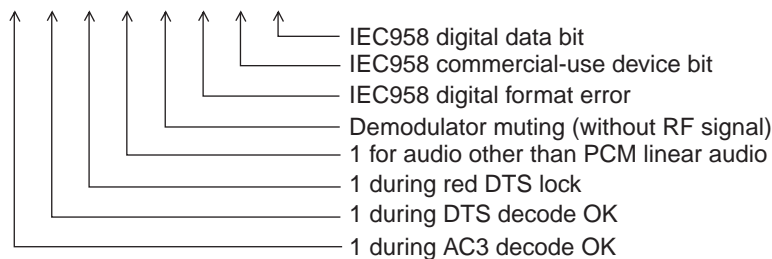 IEC958 digital data bit
IEC958 commercial-use device bit
IEC958 digital format error
Demodulator muting (without RF signal)
1 for audio other than PCM linear audio
1 during red DTS lock
1 during DTS decode OK
1 during AC3 decode OK